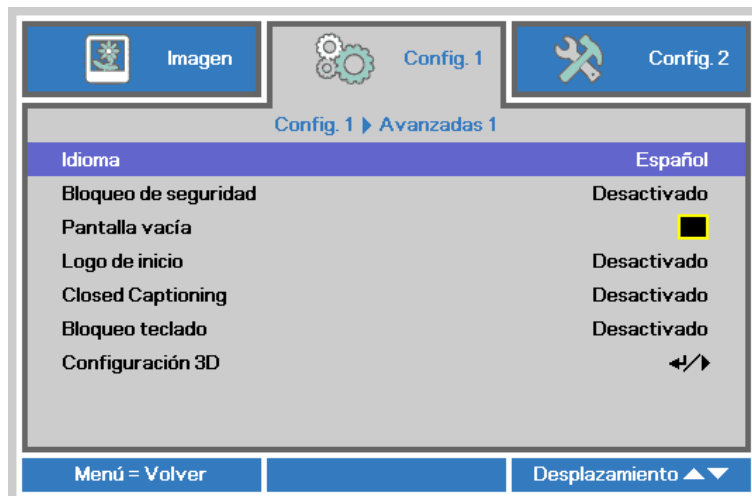 Imagen Config. 1 Config. 2
Config. 1 ▶ Avanzadas 1
Idioma Español
Bloqueo de seguridad Desactivado
Pantalla vacía
Logo de inicio Desactivado
Closed Captioning Desactivado
Bloqueo teclado Desactivado
Configuración 3D ↵/▶
Menú = Volver Desplazamiento ▲▼